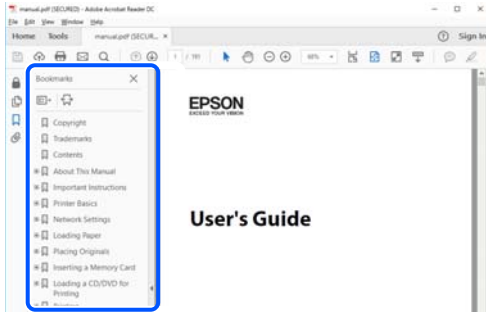 manual.pdf (SECURED) - Adobe Acrobat Reader DC
File Edit View Window Help
Home Tools manual.pdf (SECUR... × Sign In
1 / 191
Bookmarks
Copyright
Trademarks
Contents
About This Manual
Important Instructions
Printer Basics
Network Settings
Loading Paper
Placing Originals
Inserting a Memory Card
Loading a CD/DVD for
Printing
EPSON
EXCEED YOUR VISION
User's Guide